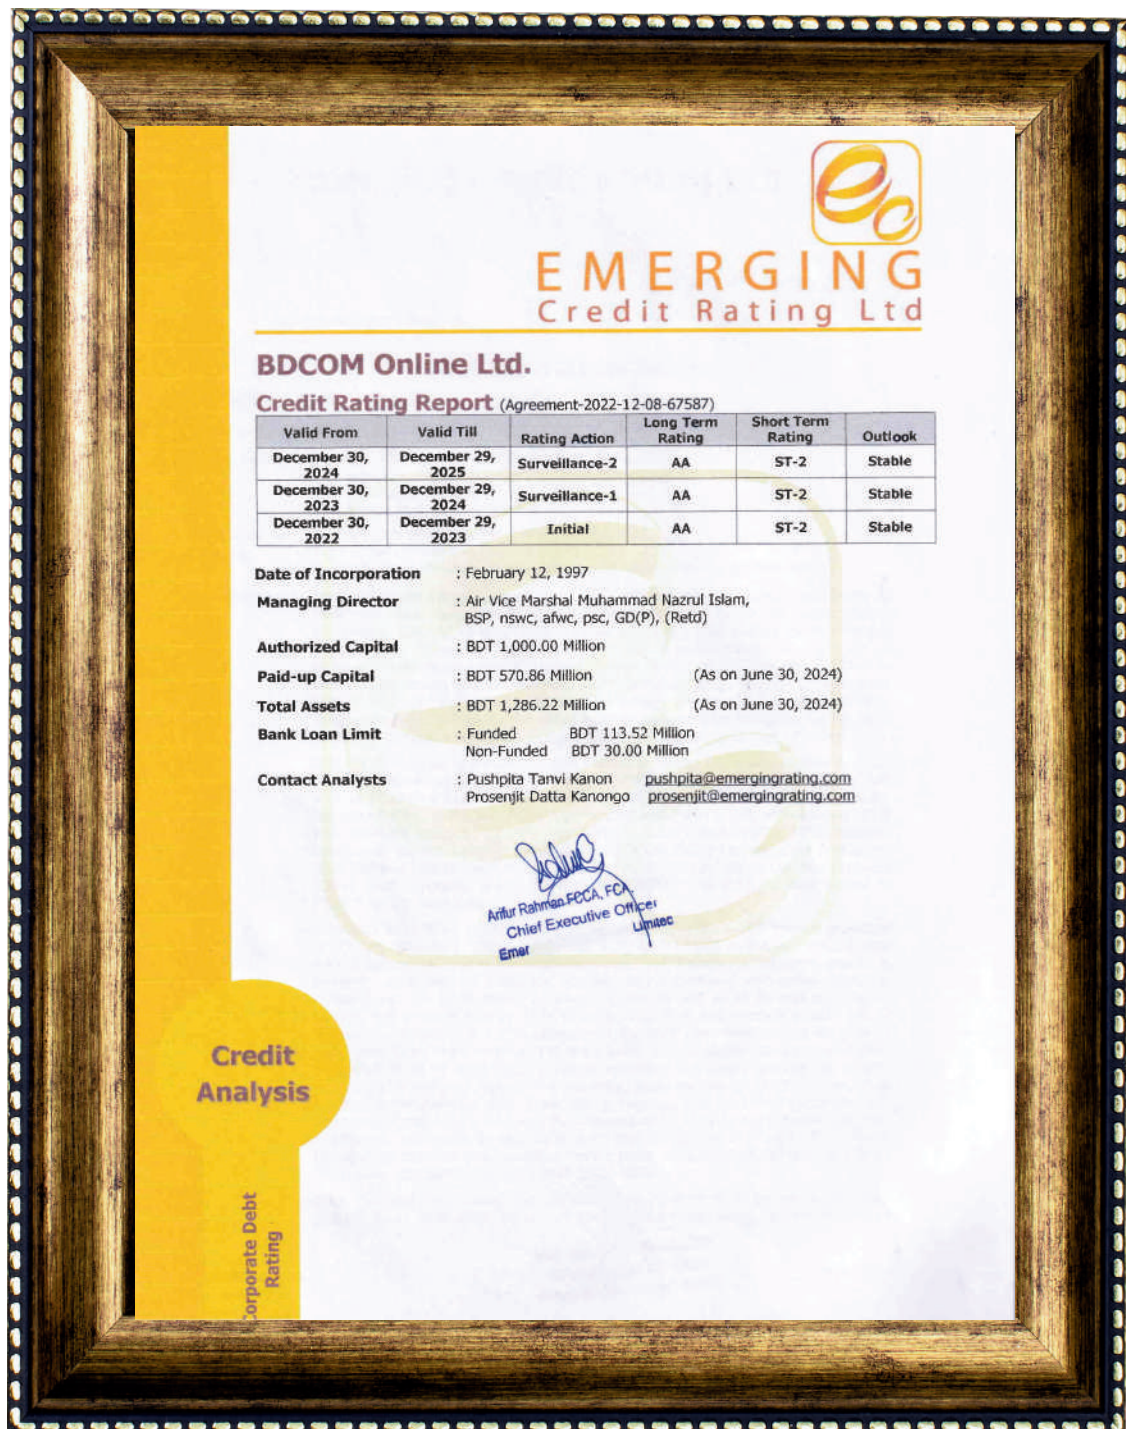 ec
EMERGING
Credit Rating Ltd
BDCOM Online Ltd.
Credit Rating Report (Agreement-2022-12-08-67587)
Valid From Valid Till Rating Action Long Term Rating Short Term Rating Outlook
December 30, 2024 December 29, 2025 Surveillance-2 AA ST-2 Stable
December 30, 2023 December 29, 2024 Surveillance-1 AA ST-2 Stable
December 30, 2022 December 29, 2023 Initial AA ST-2 Stable
Date of Incorporation : February 12, 1997
Managing Director : Air Vice Marshal Muhammad Nazrul Islam,
BSP, nswc, afwc, psc, GD(P), (Retd)
Authorized Capital : BDT 1,000.00 Million
Paid-up Capital : BDT 570.86 Million (As on June 30, 2024)
Total Assets : BDT 1,286.22 Million (As on June 30, 2024)
Bank Loan Limit : Funded BDT 113.52 Million
Non-Funded BDT 30.00 Million
Contact Analysts : Pushpita Tanvi Kanon pushpita@emergingrating.com
Prosenjit Datta Kanongo prosenjit@emergingrating.com
Arifur Rahman FCCA, FCA
Chief Executive Officer
Emer Limited
Credit
Analysis
Corporate Debt
Rating